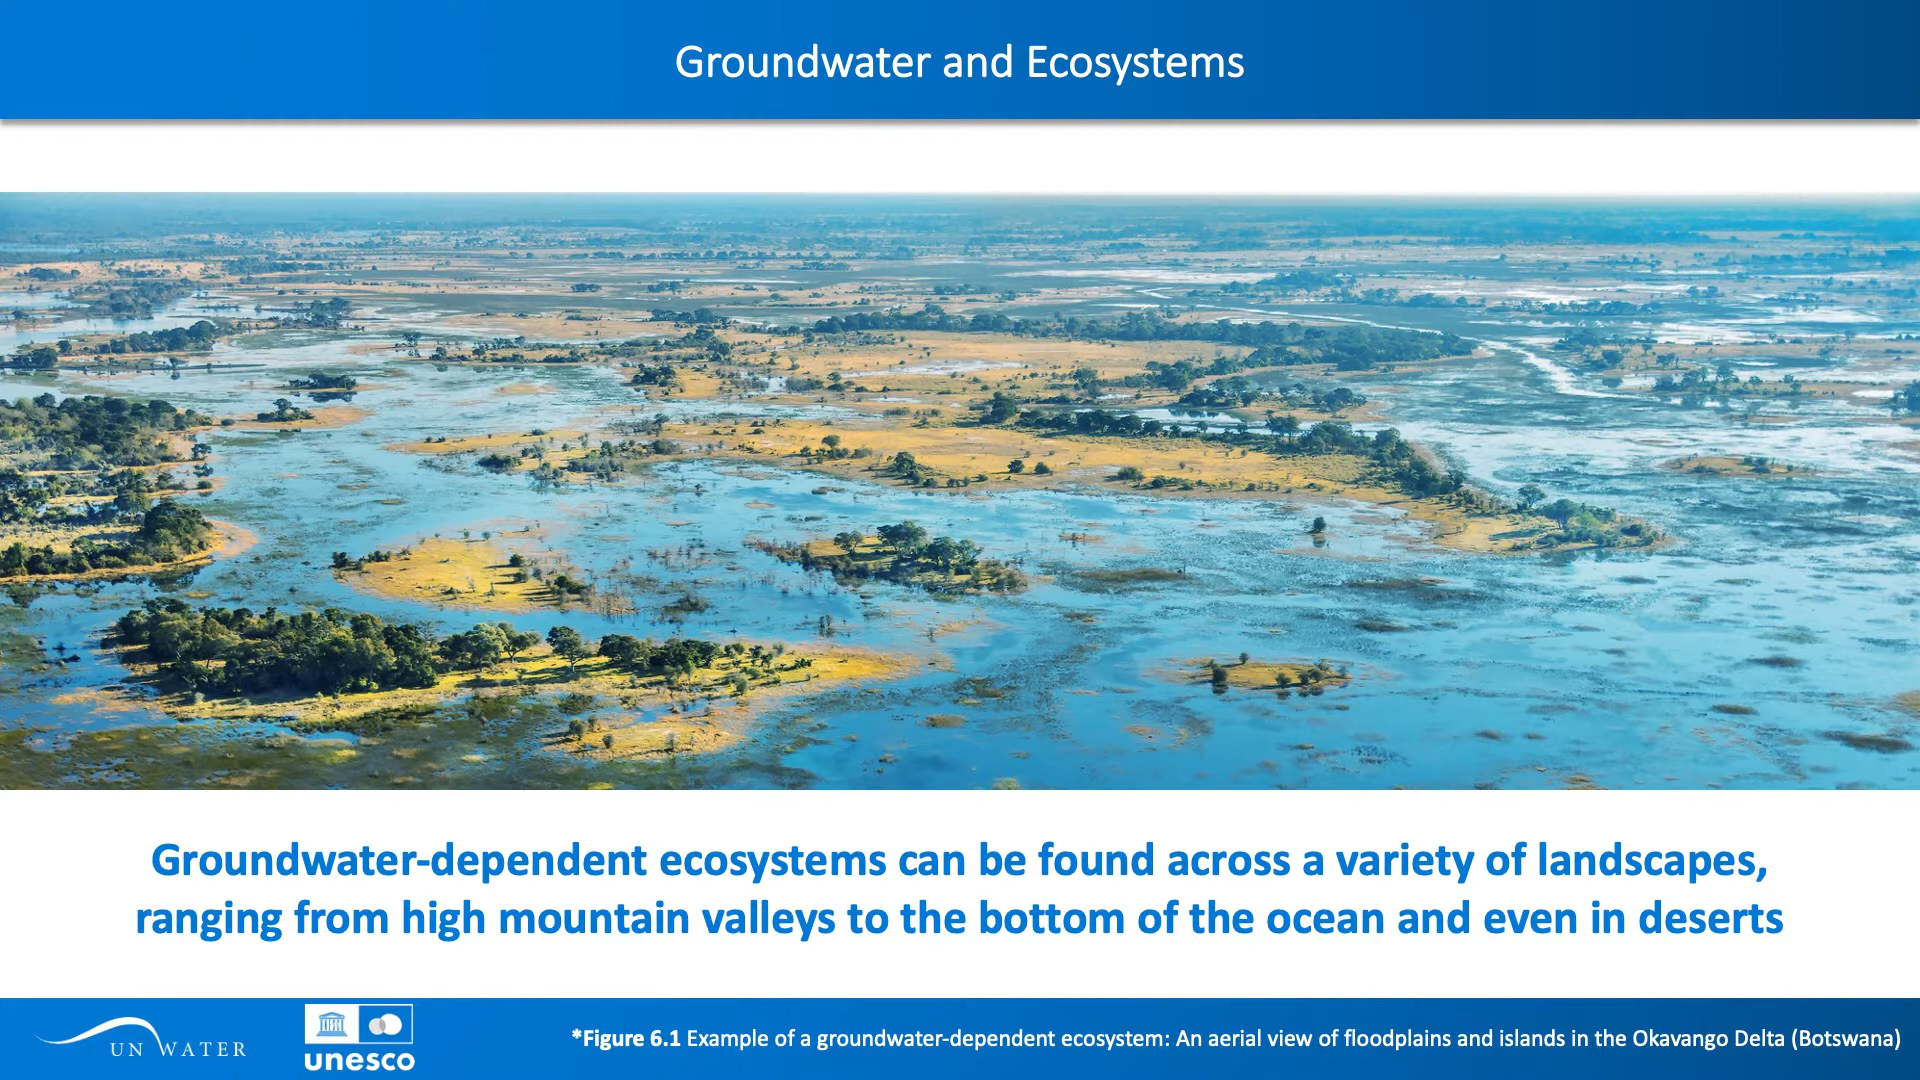 Groundwater and Ecosystems
Groundwater-dependent ecosystems can be found across a variety of landscapes,
ranging from high mountain valleys to the bottom of the ocean and even in deserts
UN WATER
unesco
*Figure 6.1 Example of a groundwater-dependent ecosystem: An aerial view of floodplains and islands in the Okavango Delta (Botswana)